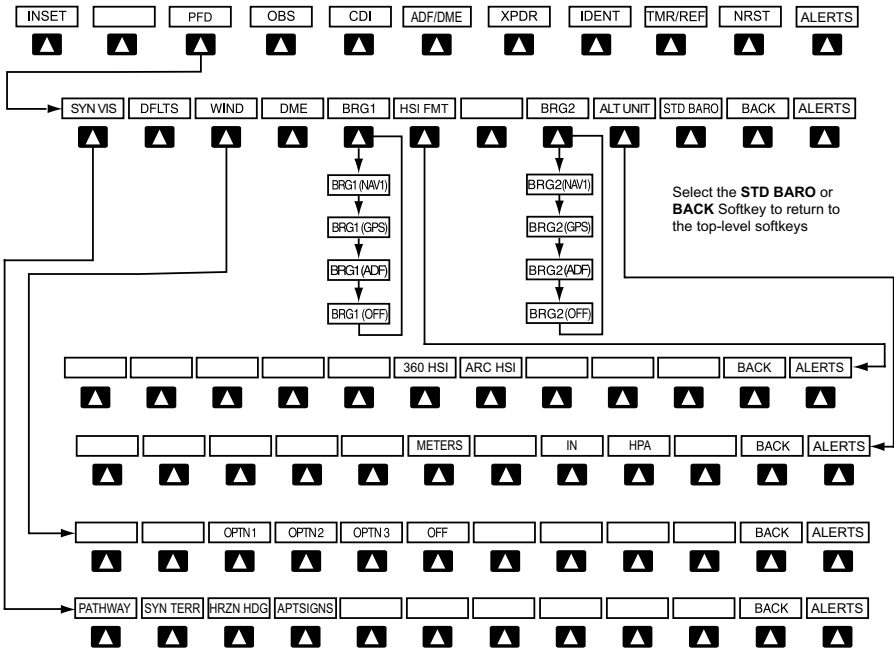 INSET PFD OBS CDI ADF/DME XPDR IDENT TMR/REF NRST ALERTS
SYN VIS DFLTS WIND DME BRG1 HSI FMT BRG2 ALT UNIT STD BARO BACK ALERTS
BRG1 (NAV1) BRG2 (NAV1)
BRG1 (GPS) BRG2 (GPS)
BRG1 (ADF) BRG2 (ADF)
BRG1 (OFF) BRG2 (OFF)
Select the STD BARO or
BACK Softkey to return to
the top-level softkeys
360 HSI ARC HSI BACK ALERTS
METERS IN HPA BACK ALERTS
OPTN 1 OPTN 2 OPTN 3 OFF BACK ALERTS
PATHWAY SYN TERR HRZN HDG APTSIGNS BACK ALERTS